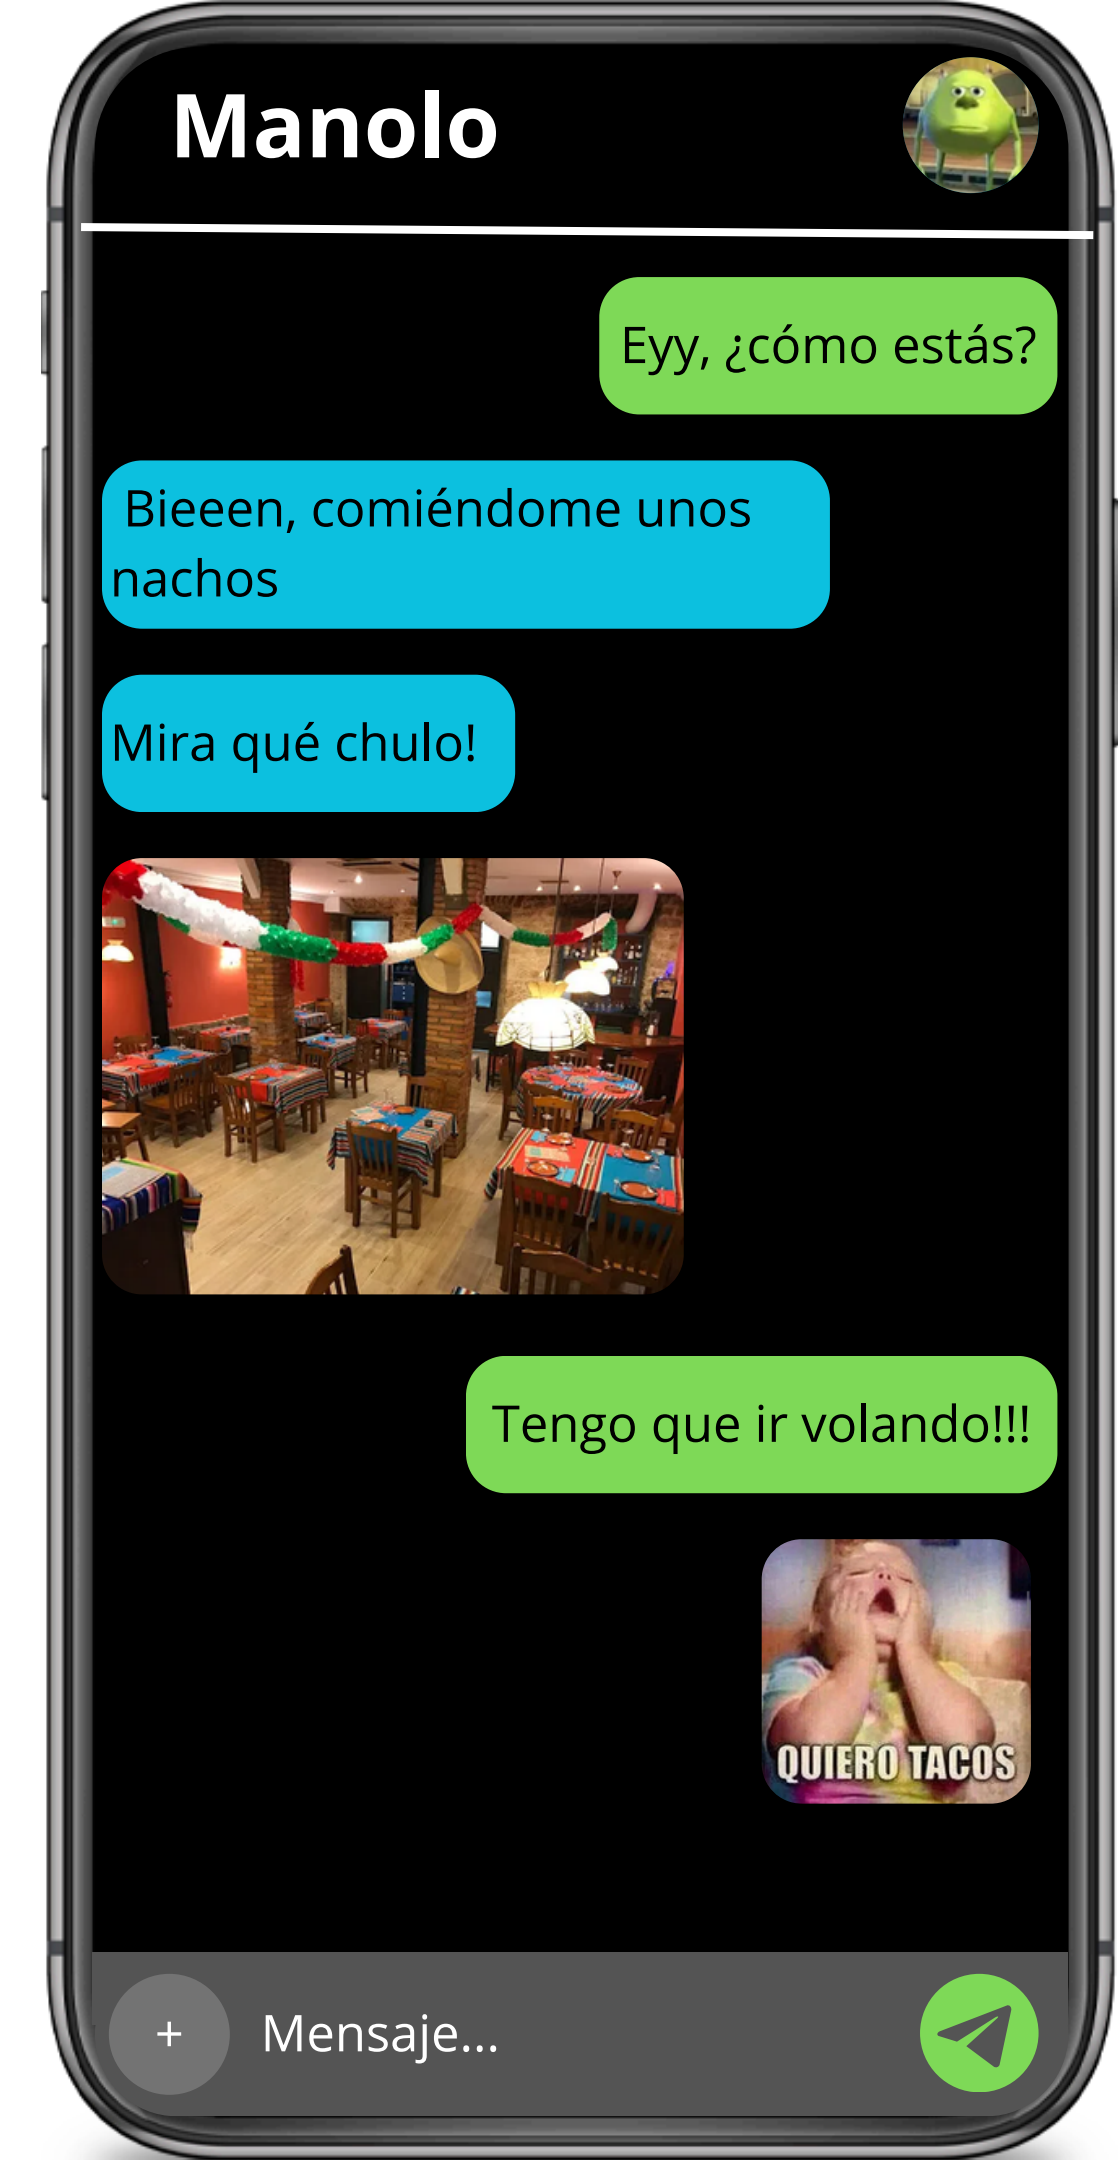 Manolo
Eyy, ¿cómo estás?
Bieeen, comiéndome unos
nachos
Mira qué chulo!
Tengo que ir volando!!!
QUIERO TACOS
+
Mensaje...